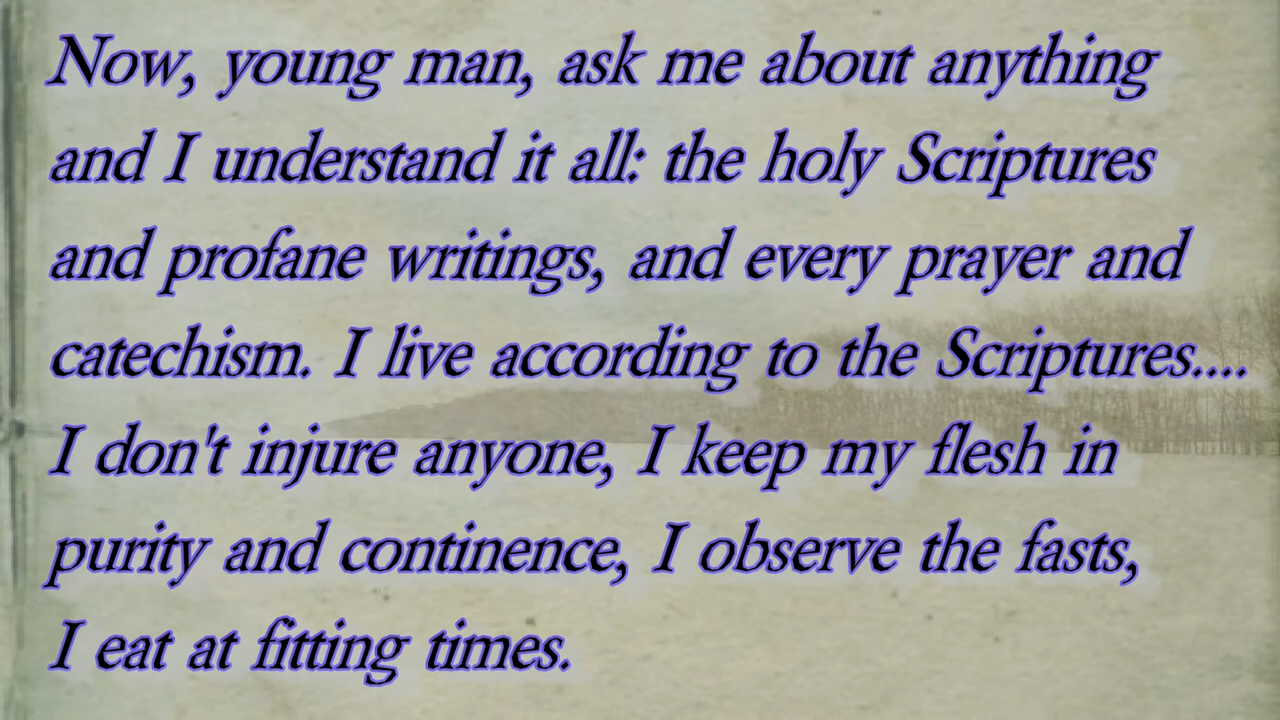 Now, young man, ask me about anything
and I understand it all: the holy Scriptures
and profane writings, and every prayer and
catechism. I live according to the Scriptures....
I don't injure anyone, I keep my flesh in
purity and continence, I observe the fasts,
I eat at fitting times.